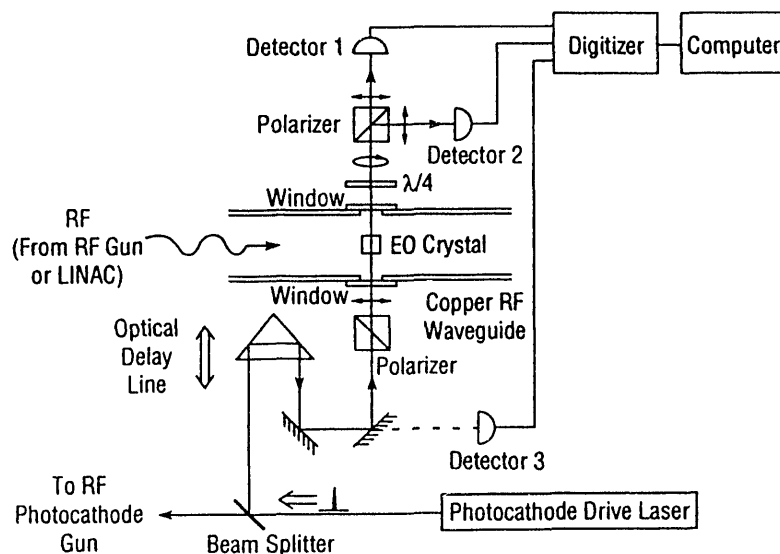 Detector 1
Digitizer
Computer
Polarizer
Detector 2
λ/4
Window
RF
(From RF Gun
or LINAC)
EO Crystal
Window
Copper RF
Waveguide
Optical
Delay
Line
Polarizer
Detector 3
To RF
Photocathode
Gun
Beam Splitter
Photocathode Drive Laser